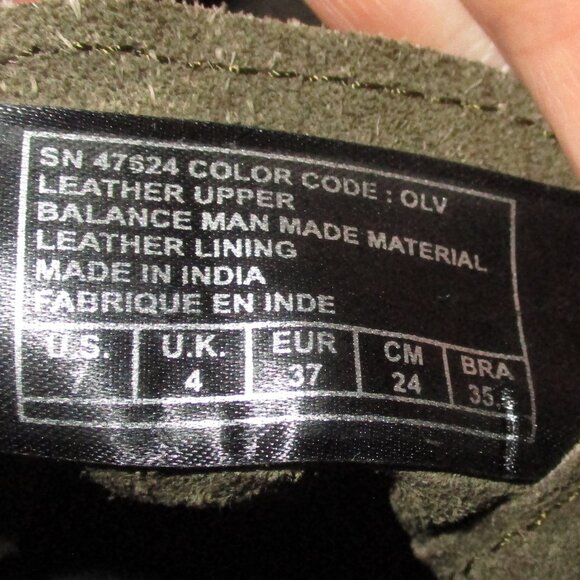 SN 47624 COLOR CODE : OLV
LEATHER UPPER
BALANCE MAN MADE MATERIAL
LEATHER LINING
MADE IN INDIA
FABRIQUE EN INDE
U.S. U.K. EUR CM BRA
7 4 37 24 35.5